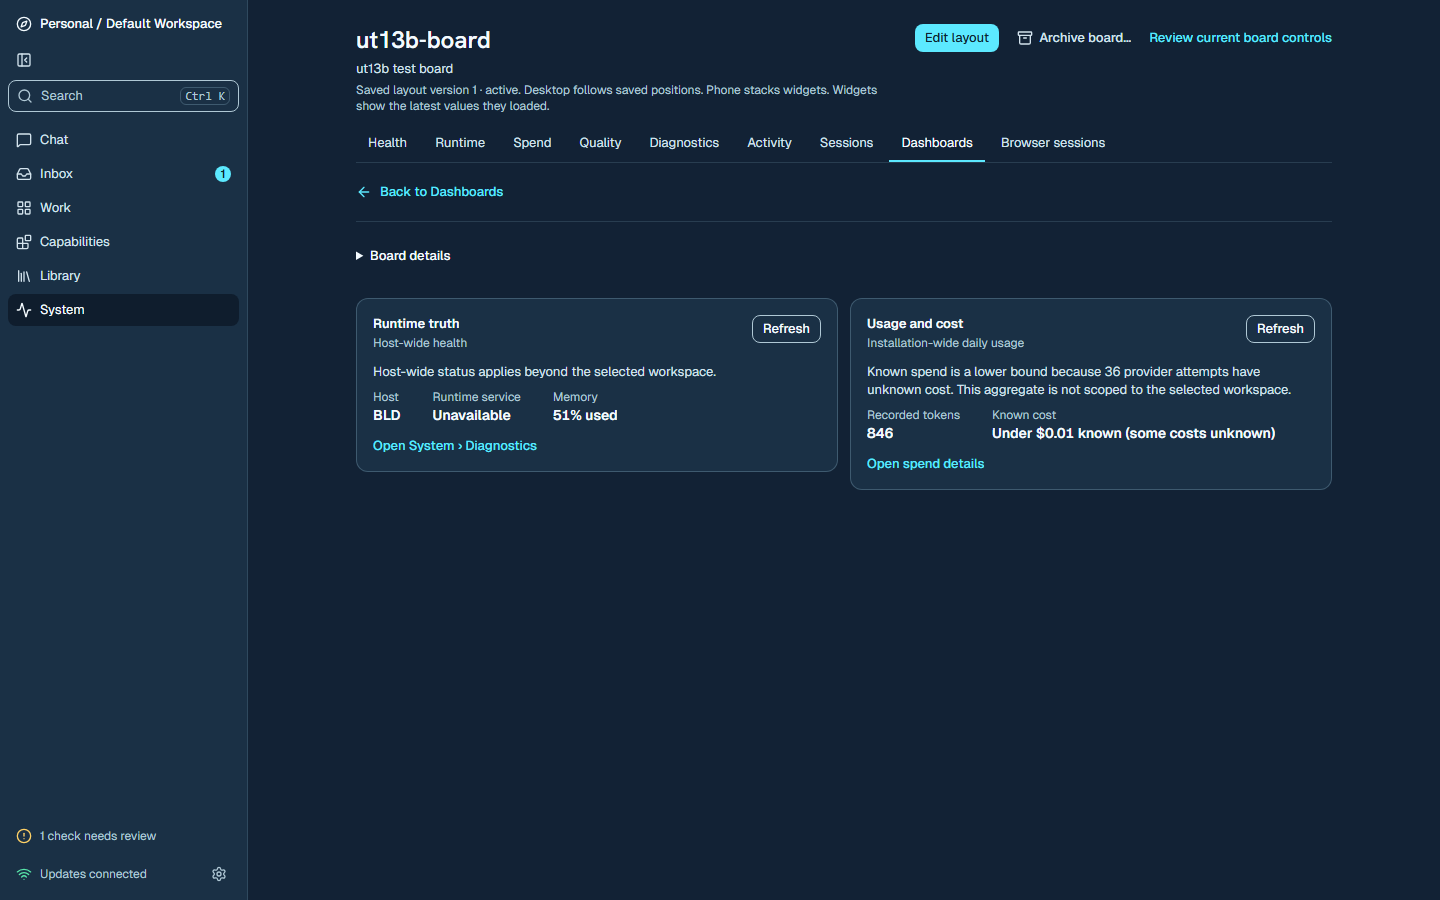 Personal / Default Workspace
Search
Ctrl K
Chat
Inbox
1
Work
Capabilities
Library
System
1 check needs review
Updates connected
ut13b-board
Edit layout
Archive board...
Review current board controls
ut13b test board
Saved layout version 1 · active. Desktop follows saved positions. Phone stacks widgets. Widgets
show the latest values they loaded.
Health
Runtime
Spend
Quality
Diagnostics
Activity
Sessions
Dashboards
Browser sessions
Back to Dashboards
Board details
Runtime truth
Refresh
Host-wide health
Host-wide status applies beyond the selected workspace.
Host
Runtime service
Memory
BLD
Unavailable
51% used
Open System › Diagnostics
Usage and cost
Refresh
Installation-wide daily usage
Known spend is a lower bound because 36 provider attempts have
unknown cost. This aggregate is not scoped to the selected workspace.
Recorded tokens
Known cost
846
Under $0.01 known (some costs unknown)
Open spend details